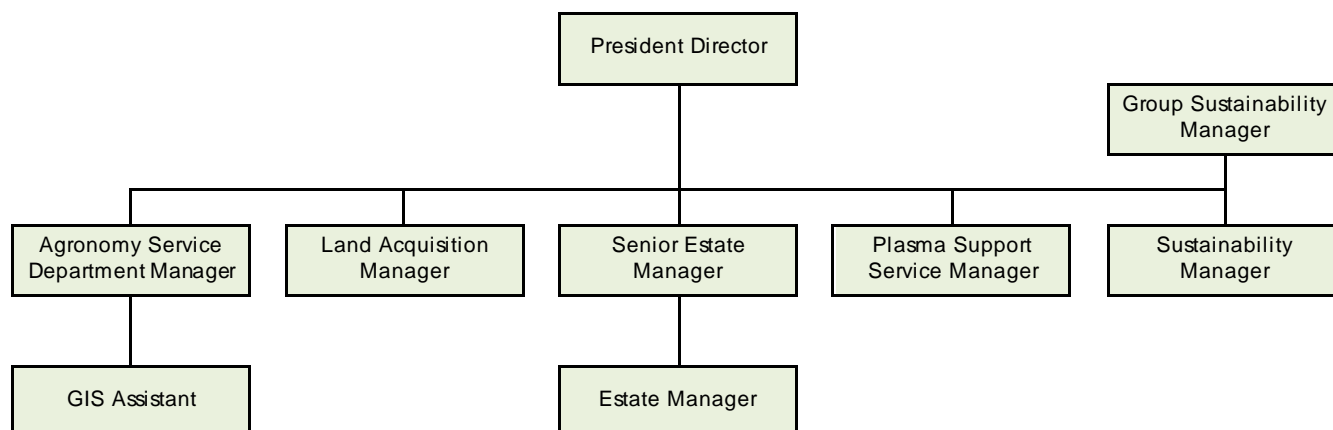 President Director
Group Sustainability
Manager
Agronomy Service
Department Manager
Land Acquisition
Manager
Senior Estate
Manager
Plasma Support
Service Manager
Sustainability
Manager
GIS Assistant
Estate Manager